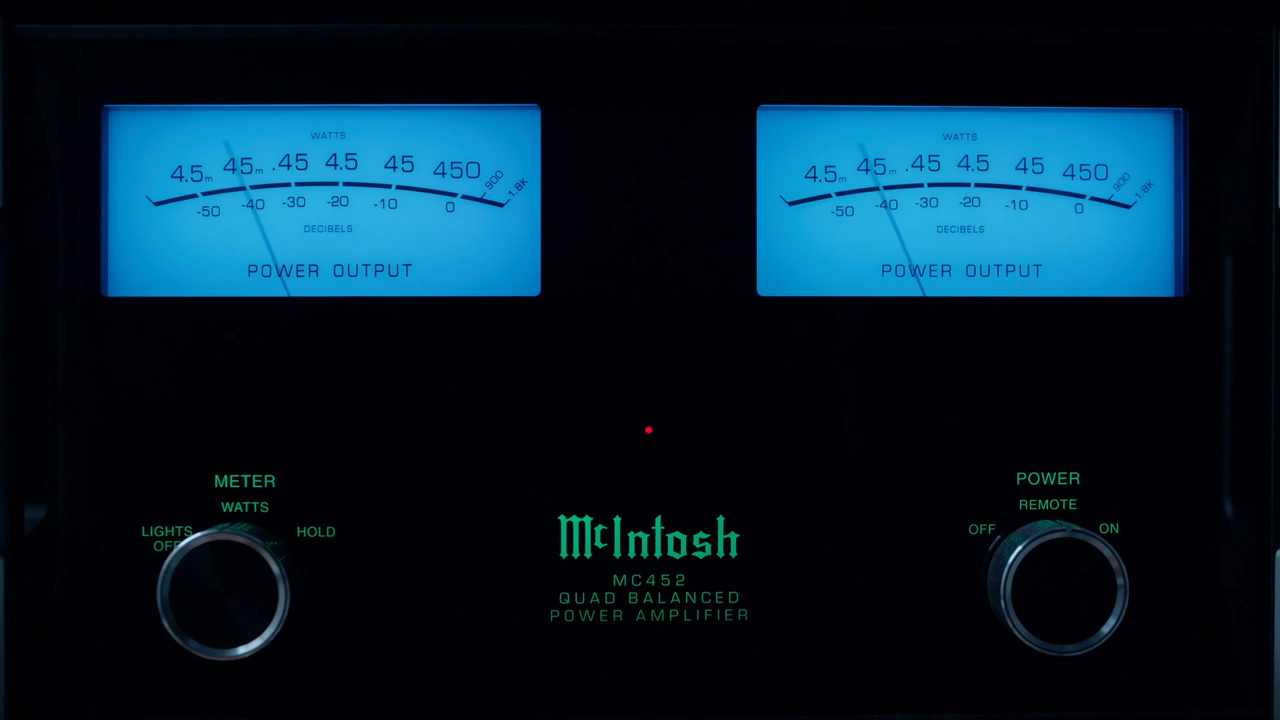 WATTS
4.5m 45m .45 4.5 45 450 900 1.8K
-50 -40 -30 -20 -10 0
DECIBELS
POWER OUTPUT
WATTS
4.5m 45m .45 4.5 45 450 900 1.8K
-50 -40 -30 -20 -10 0
DECIBELS
POWER OUTPUT
METER
WATTS
LIGHTS
OFF
HOLD
McIntosh
MC452
QUAD BALANCED
POWER AMPLIFIER
POWER
REMOTE
OFF
ON